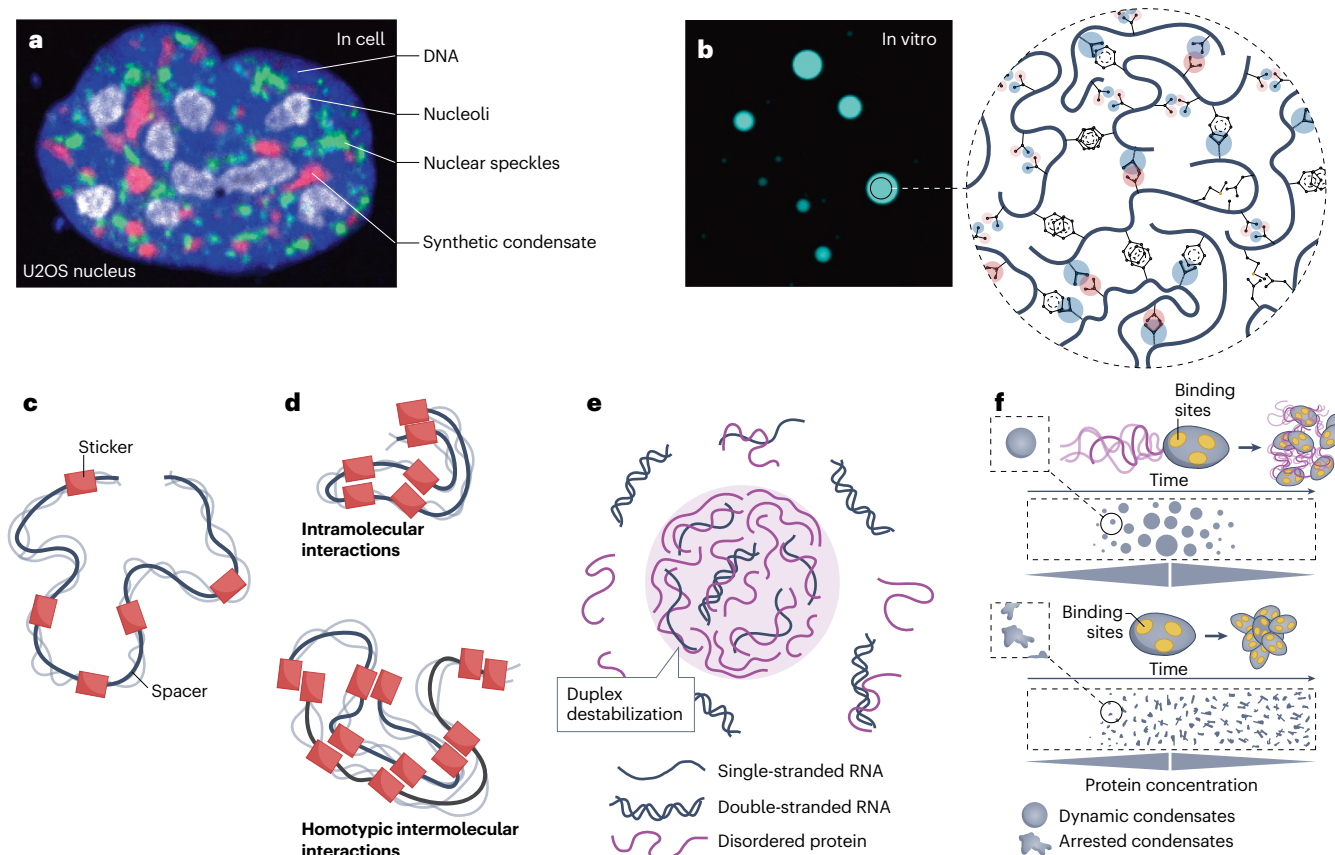 a
In cell
DNA
Nucleoli
Nuclear speckles
Synthetic condensate
U2OS nucleus
b
In vitro
c
Sticker
Spacer
d
Intramolecular
interactions
Homotypic intermolecular
interactions
e
Duplex
destabilization
Single-stranded RNA
Double-stranded RNA
Disordered protein
f
Binding
sites
Time
Binding
sites
Time
Protein concentration
Dynamic condensates
Arrested condensates